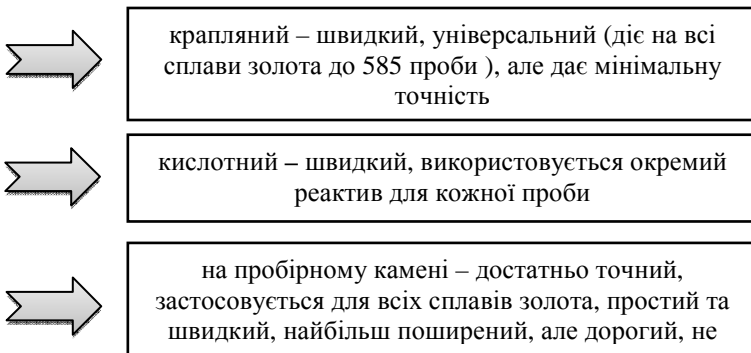 крапляний – швидкий, універсальний (діє на всі
сплави золота до 585 проби ), але дає мінімальну
точність
кислотний – швидкий, використовується окремий
реактив для кожної проби
на пробірному камені – достатньо точний,
застосовується для всіх сплавів золота, простий та
швидкий, найбільш поширений, але дорогий, не